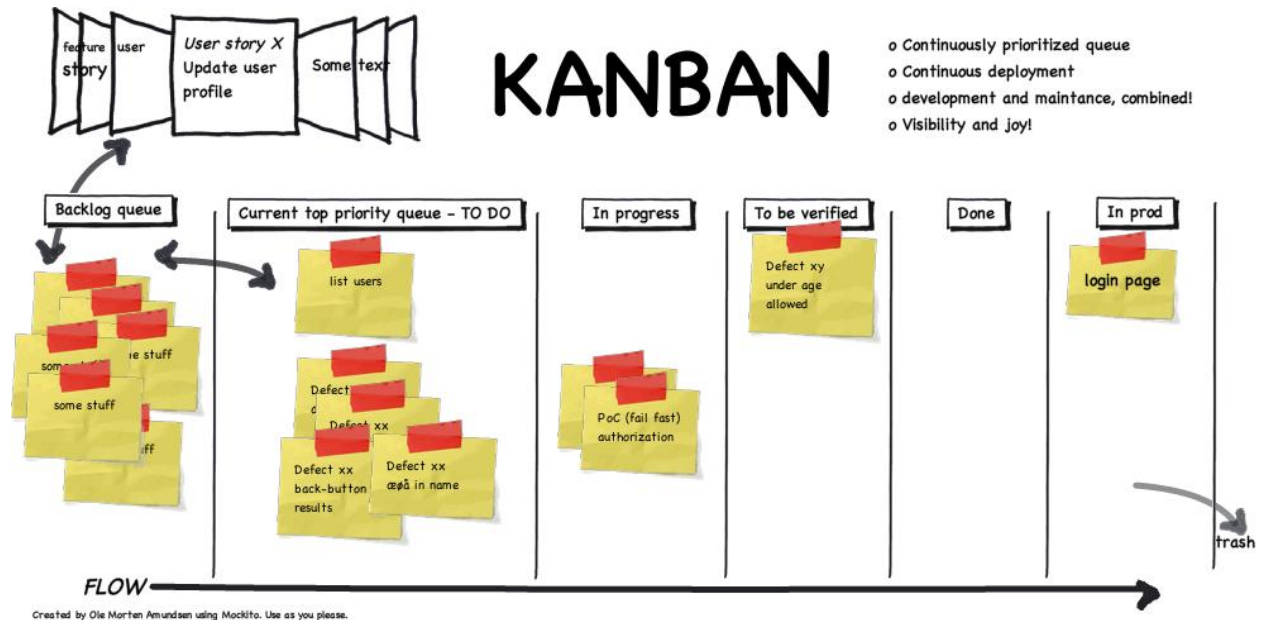 feature user
story
User story X
Update user
profile
Some text
KANBAN
o Continuously prioritized queue
o Continuous deployment
o development and maintance, combined!
o Visibility and joy!
Backlog queue
Current top priority queue - TO DO
In progress
To be verified
Done
In prod
some stuff
list users
Defect
Defect xx
Defect xx
back-button
results
Defect xx
æøå in name
PoC (fail fast)
authorization
Defect xy
under age
allowed
login page
trash
FLOW
Created by Ole Morten Amundsen using Mockito. Use as you please.